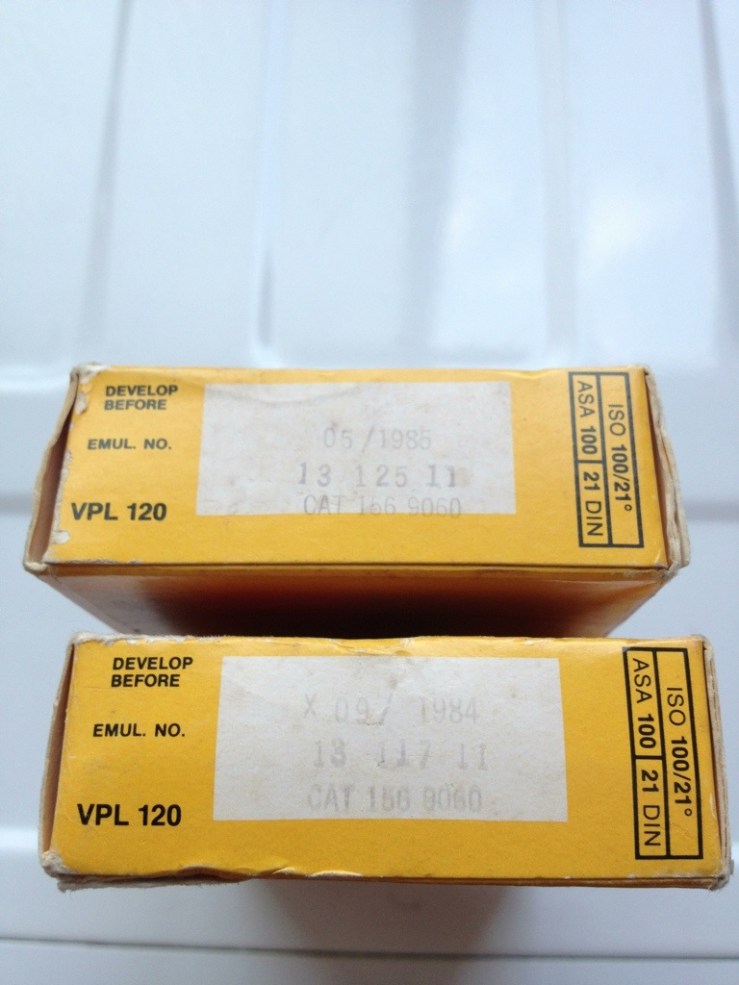 DEVELOP
BEFORE
05/1985
EMUL. NO.
13 125 11
CAT 156 9060
VPL 120
ISO 100/21°
ASA 100 21 DIN
DEVELOP
BEFORE
X 09/ 1984
EMUL. NO.
13 117 11
CAT 156 9060
VPL 120
ISO 100/21°
ASA 100 21 DIN